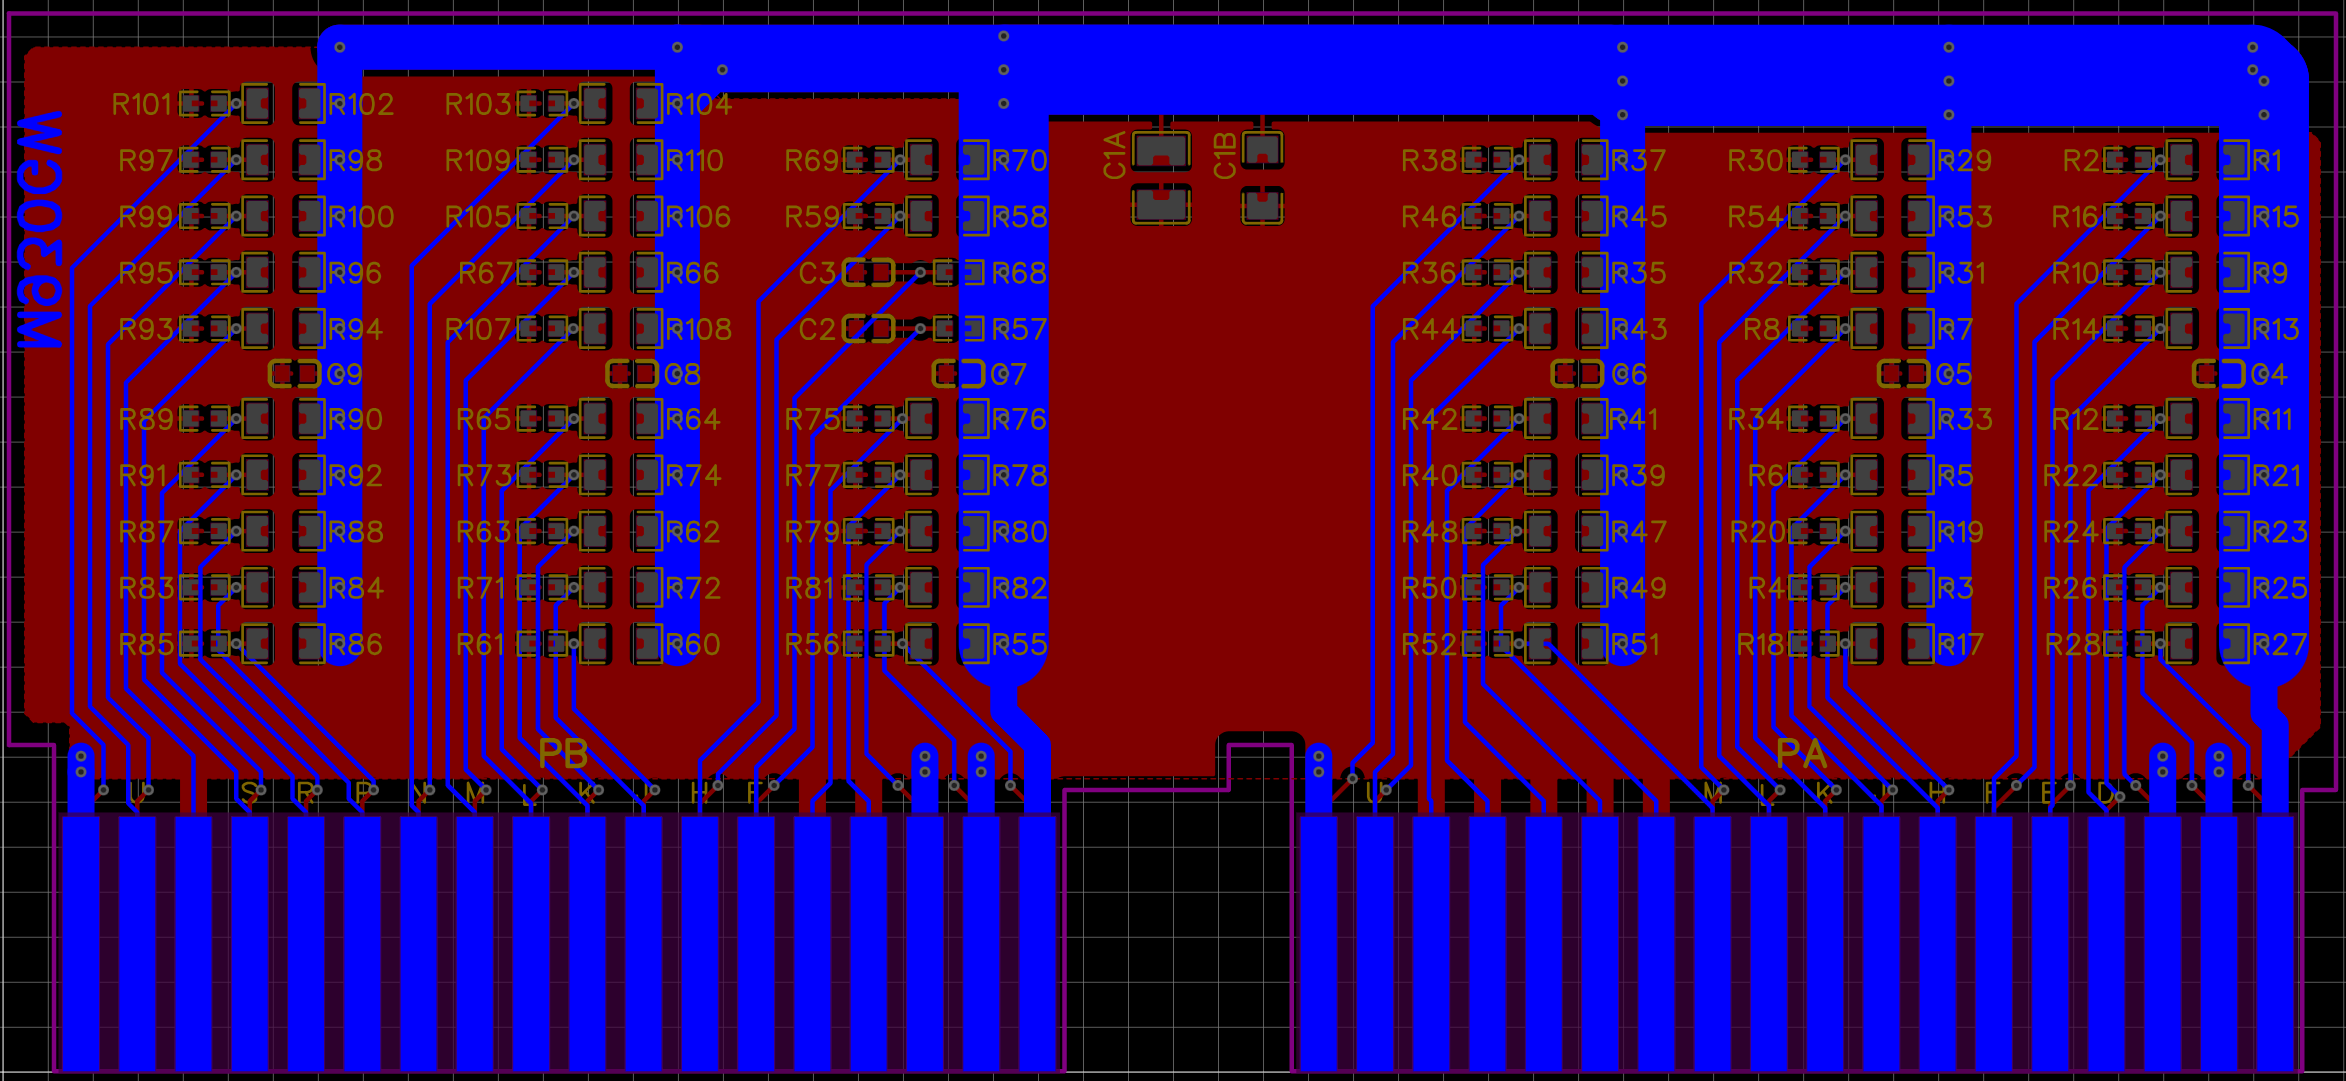 R101 R102 R103 R104
R97 R98 R109 R110 R69 R70 C1A C1B R38 R37 R30 R29 R2 R1
R99 R100 R105 R106 R59 R58 R46 R45 R54 R53 R16 R15
R95 R96 R67 R66 C3 R68 R36 R35 R32 R31 R10 R9
R93 R94 R107 R108 C2 R57 R44 R43 R8 R7 R14 R13
C9 C8 C7 C6 C5 C4
R89 R90 R65 R64 R75 R76 R42 R41 R34 R33 R12 R11
R91 R92 R73 R74 R77 R78 R40 R39 R6 R5 R22 R21
R87 R88 R63 R62 R79 R80 R48 R47 R20 R19 R24 R23
R83 R84 R71 R72 R81 R82 R50 R49 R4 R3 R26 R25
R85 R86 R61 R60 R56 R55 R52 R51 R18 R17 R28 R27
PB PA
U S R P N M L K J H F U M L K J H F E D